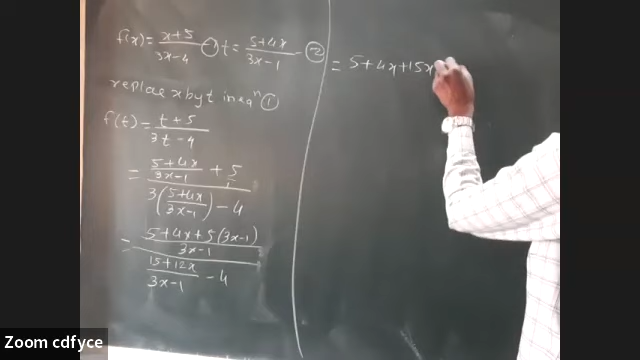 f(x) = x+5 / 3x-4 — ① t = 5+4x / 3x-1 — ②
replae x by t in eqⁿ ①
f(t) = t+5 / 3t-4
= (5+4x / 3x-1 + 5/1) / (3(5+4x / 3x-1) - 4)
= (5+4x+5(3x-1) / 3x-1) / (15+12x / 3x-1 - 4)
= 5+4x+15x
Zoom cdfyce